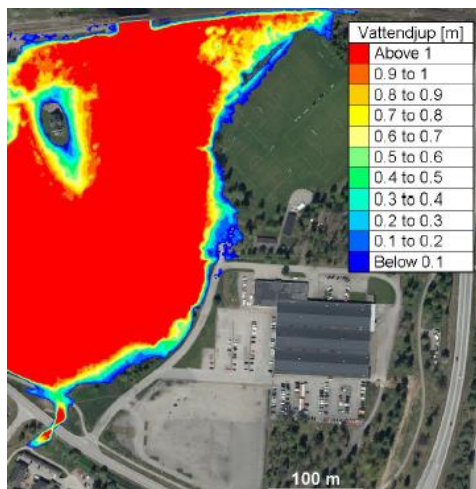 Vattendjup [m]
Above 1
0.9 to 1
0.8 to 0.9
0.7 to 0.8
0.6 to 0.7
0.5 to 0.6
0.4 to 0.5
0.3 to 0.4
0.2 to 0.3
0.1 to 0.2
Below 0.1
100 m